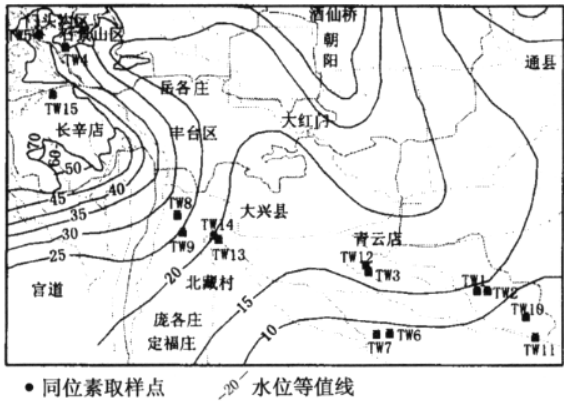 门头沟区
酒仙桥
TW5
石景山区
TW4
朝阳
通县
岳各庄
TW15
长辛店
丰台区
大红门
70
60
50
45
40
35
30
25
TW8
TW9
TW14
TW13
大兴县
青云店
TW12
TW3
TW1
TW2
TW10
TW11
官道
20
北藏村
15
庞各庄
定福庄
10
TW6
TW7
同位素取样点
20
水位等值线